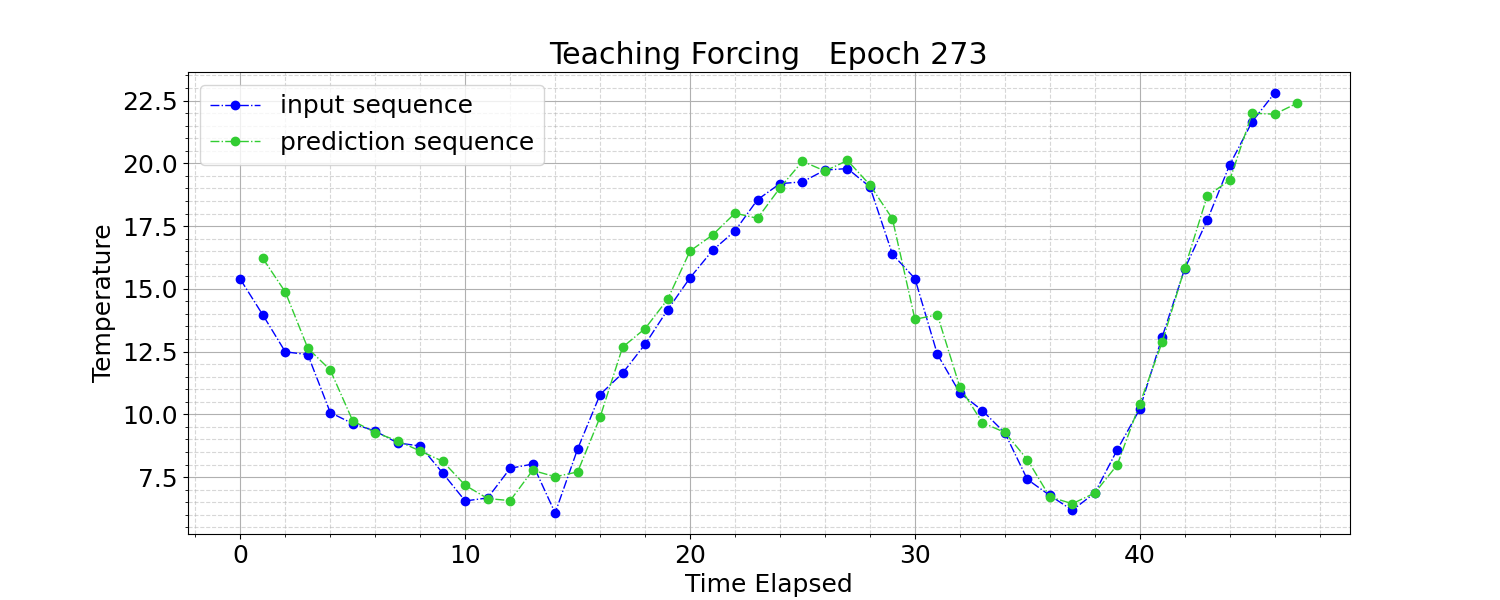 Teaching Forcing   Epoch 273
input sequence
prediction sequence
Temperature
22.5
20.0
17.5
15.0
12.5
10.0
7.5
0 10 20 30 40
Time Elapsed